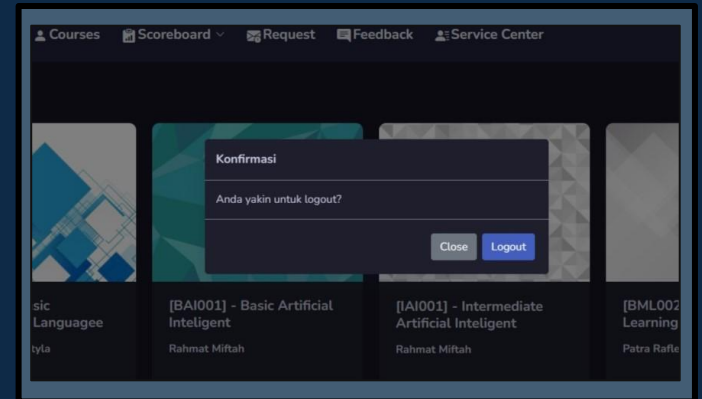 Courses Scoreboard Request Feedback Service Center
Konfirmasi
Anda yakin untuk logout?
Close Logout
sic
Languagee
tyla
[BAI001] - Basic Artificial
Inteligent
Rahmat Miftah
[IAI001] - Intermediate
Artificial Inteligent
Rahmat Miftah
[BML002
Learning
Patra Rafle